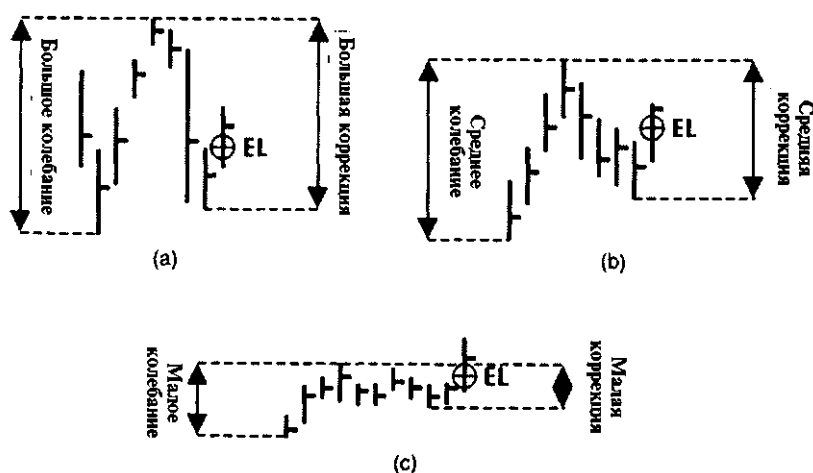 Большое колебание
Большая коррекция
EL
(a)
Среднее
колебание
Средняя
коррекция
EL
(b)
Малое
колебание
Малая
коррекция
EL
(c)